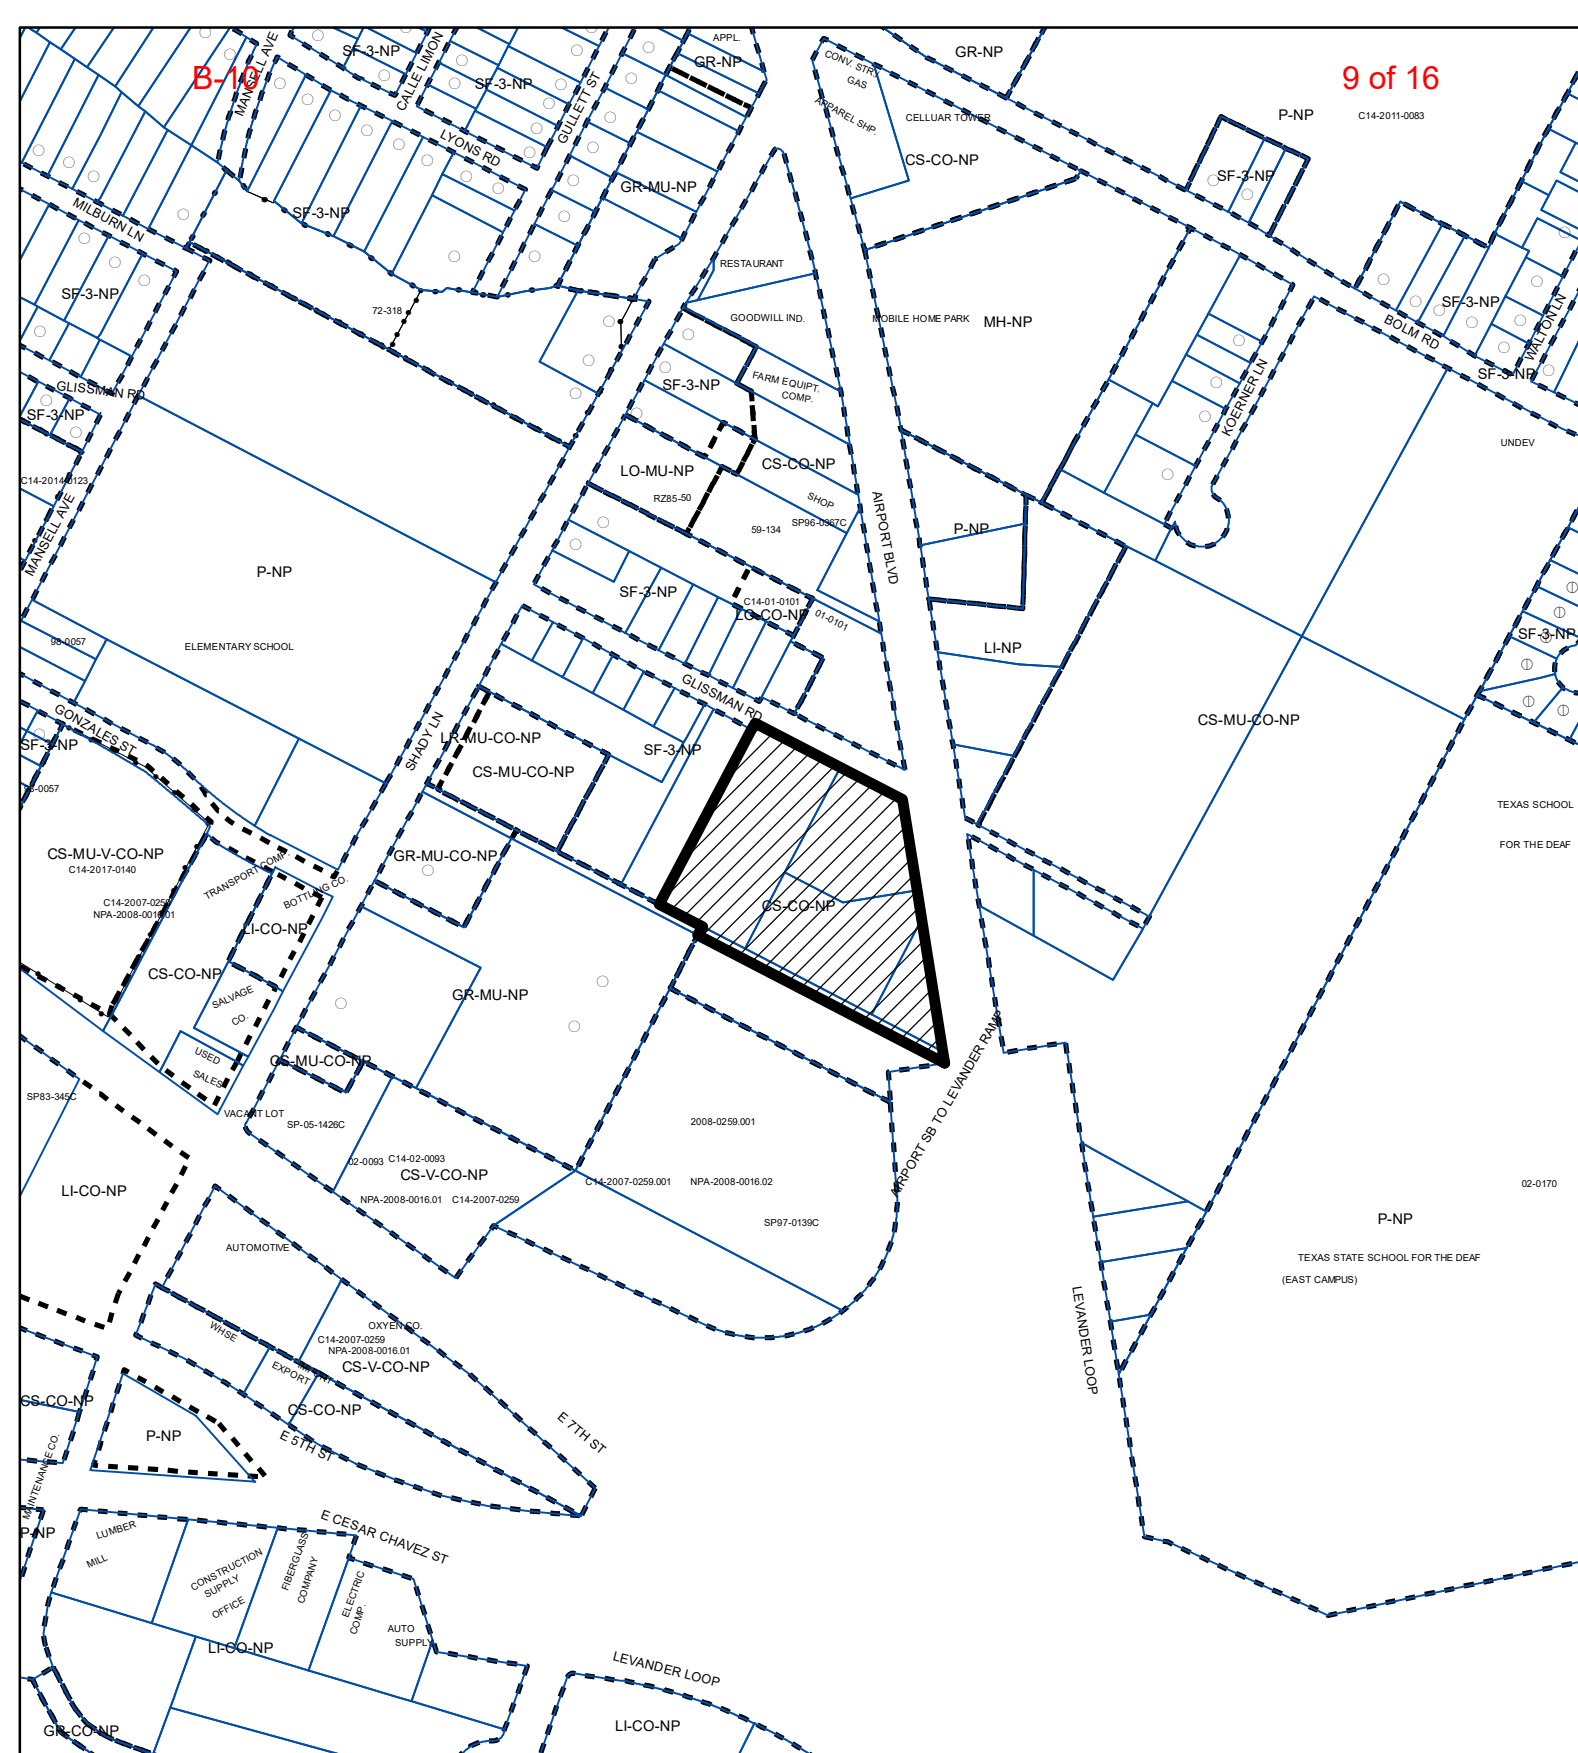 B-10
9 of 16
MANSELL AVE
SF-3-NP
CALLE LIMON
SF-3-NP
GULLETT ST
LYONS RD
APPL.
GR-NP
CONV. STR./
GAS
APPAREL SHP.
CELLUAR TOWER
CS-CO-NP
GR-NP
P-NP
C14-2011-0083
SF-3-NP
MILBURN LN
SF-3-NP
GR-MU-NP
SF-3-NP
72-318
RESTAURANT
GOODWILL IND.
MOBILE HOME PARK
MH-NP
SF-3-NP
BOLM RD
WALTON LN
SF-3-NP
GLISSMAN RD
SF-3-NP
SF-3-NP
FARM EQUIPT.
COMP.
KOERNER LN
UNDEV
C14-2014-0123
MANSELL AVE
LO-MU-NP
RZ85-50
CS-CO-NP
SHOP
59-134
SP96-0367C
AIRPORT BLVD
P-NP
P-NP
SF-3-NP
C14-01-0101
LO-CO-NP
01-0101
98-0057
ELEMENTARY SCHOOL
LI-NP
SF-3-NP
GLISSMAN RD
GONZALES ST
SF-3-NP
SHADY LN
LR-MU-CO-NP
CS-MU-CO-NP
SF-3-NP
CS-MU-CO-NP
TEXAS SCHOOL
FOR THE DEAF
CS-MU-V-CO-NP
C14-2017-0140
TRANSPORT COMP.
BOTTLING CO.
GR-MU-CO-NP
C14-2007-0259
NPA-2008-0016.01
LI-CO-NP
CS-CO-NP
CS-CO-NP
SALVAGE
CO.
GR-MU-NP
USED
SALES
CS-MU-CO-NP
AIRPORT SB TO LEVANDER RAMP
SP83-345C
VACANT LOT
SP-05-1426C
2008-0259.001
02-0093
C14-02-0093
CS-V-CO-NP
NPA-2008-0016.01
C14-2007-0259
C14-2007-0259.001
NPA-2008-0016.02
SP97-0139C
LI-CO-NP
02-0170
P-NP
TEXAS STATE SCHOOL FOR THE DEAF
(EAST CAMPUS)
AUTOMOTIVE
LEVANDER LOOP
WHSE
OXYEN CO.
C14-2007-0259
NPA-2008-0016.01
CS-V-CO-NP
EXPORT
CS-CO-NP
CS-CO-NP
P-NP
E 5TH ST
E 7TH ST
MAINTENANCE CO.
P-NP
E CESAR CHAVEZ ST
LUMBER
MILL
CONSTRUCTION
SUPPLY
OFFICE
FIBERGLASS
COMPANY
ELECTRIC
COMP.
AUTO
SUPPLY
LI-CO-NP
LEVANDER LOOP
GR-CO-NP
LI-CO-NP